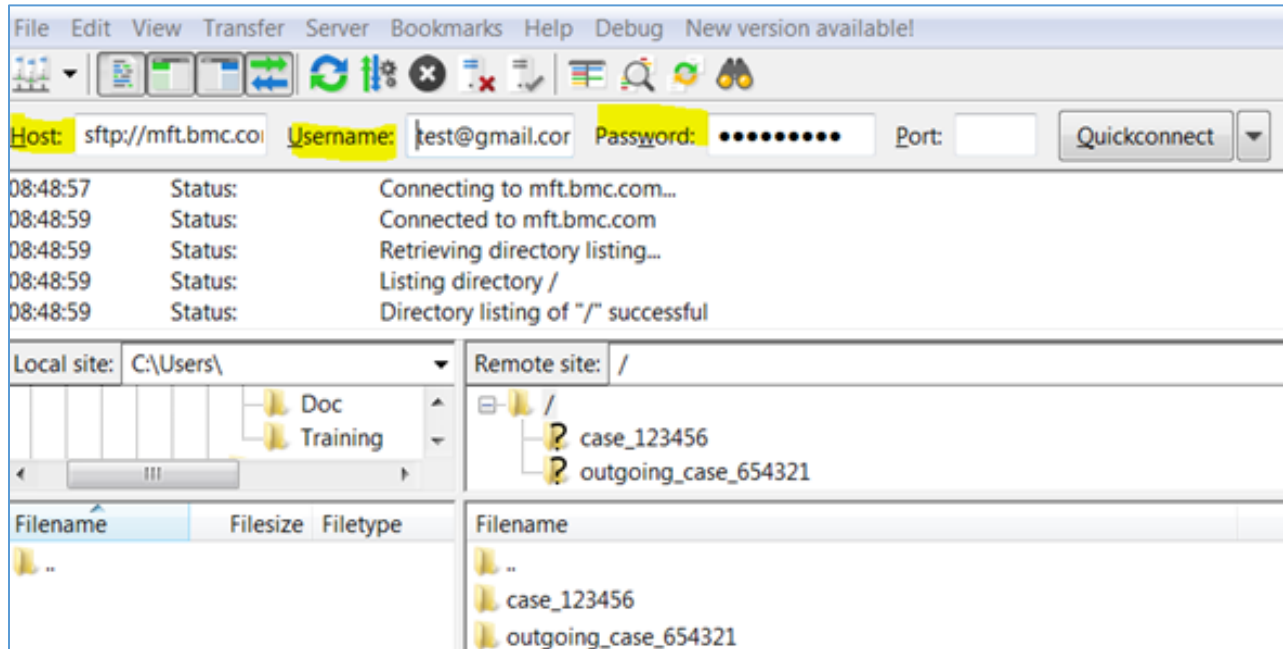 File Edit View Transfer Server Bookmarks Help Debug New version available!
Host: sftp://mft.bmc.co Username: test@gmail.cor Password: ●●●●●●●●● Port: Quickconnect
08:48:57 Status: Connecting to mft.bmc.com...
08:48:59 Status: Connected to mft.bmc.com
08:48:59 Status: Retrieving directory listing...
08:48:59 Status: Listing directory /
08:48:59 Status: Directory listing of "/" successful
Local site: C:\Users\ Remote site: /
Doc /
Training case_123456
outgoing_case_654321
Filename Filesize Filetype Filename
.. ..
case_123456
outgoing_case_654321